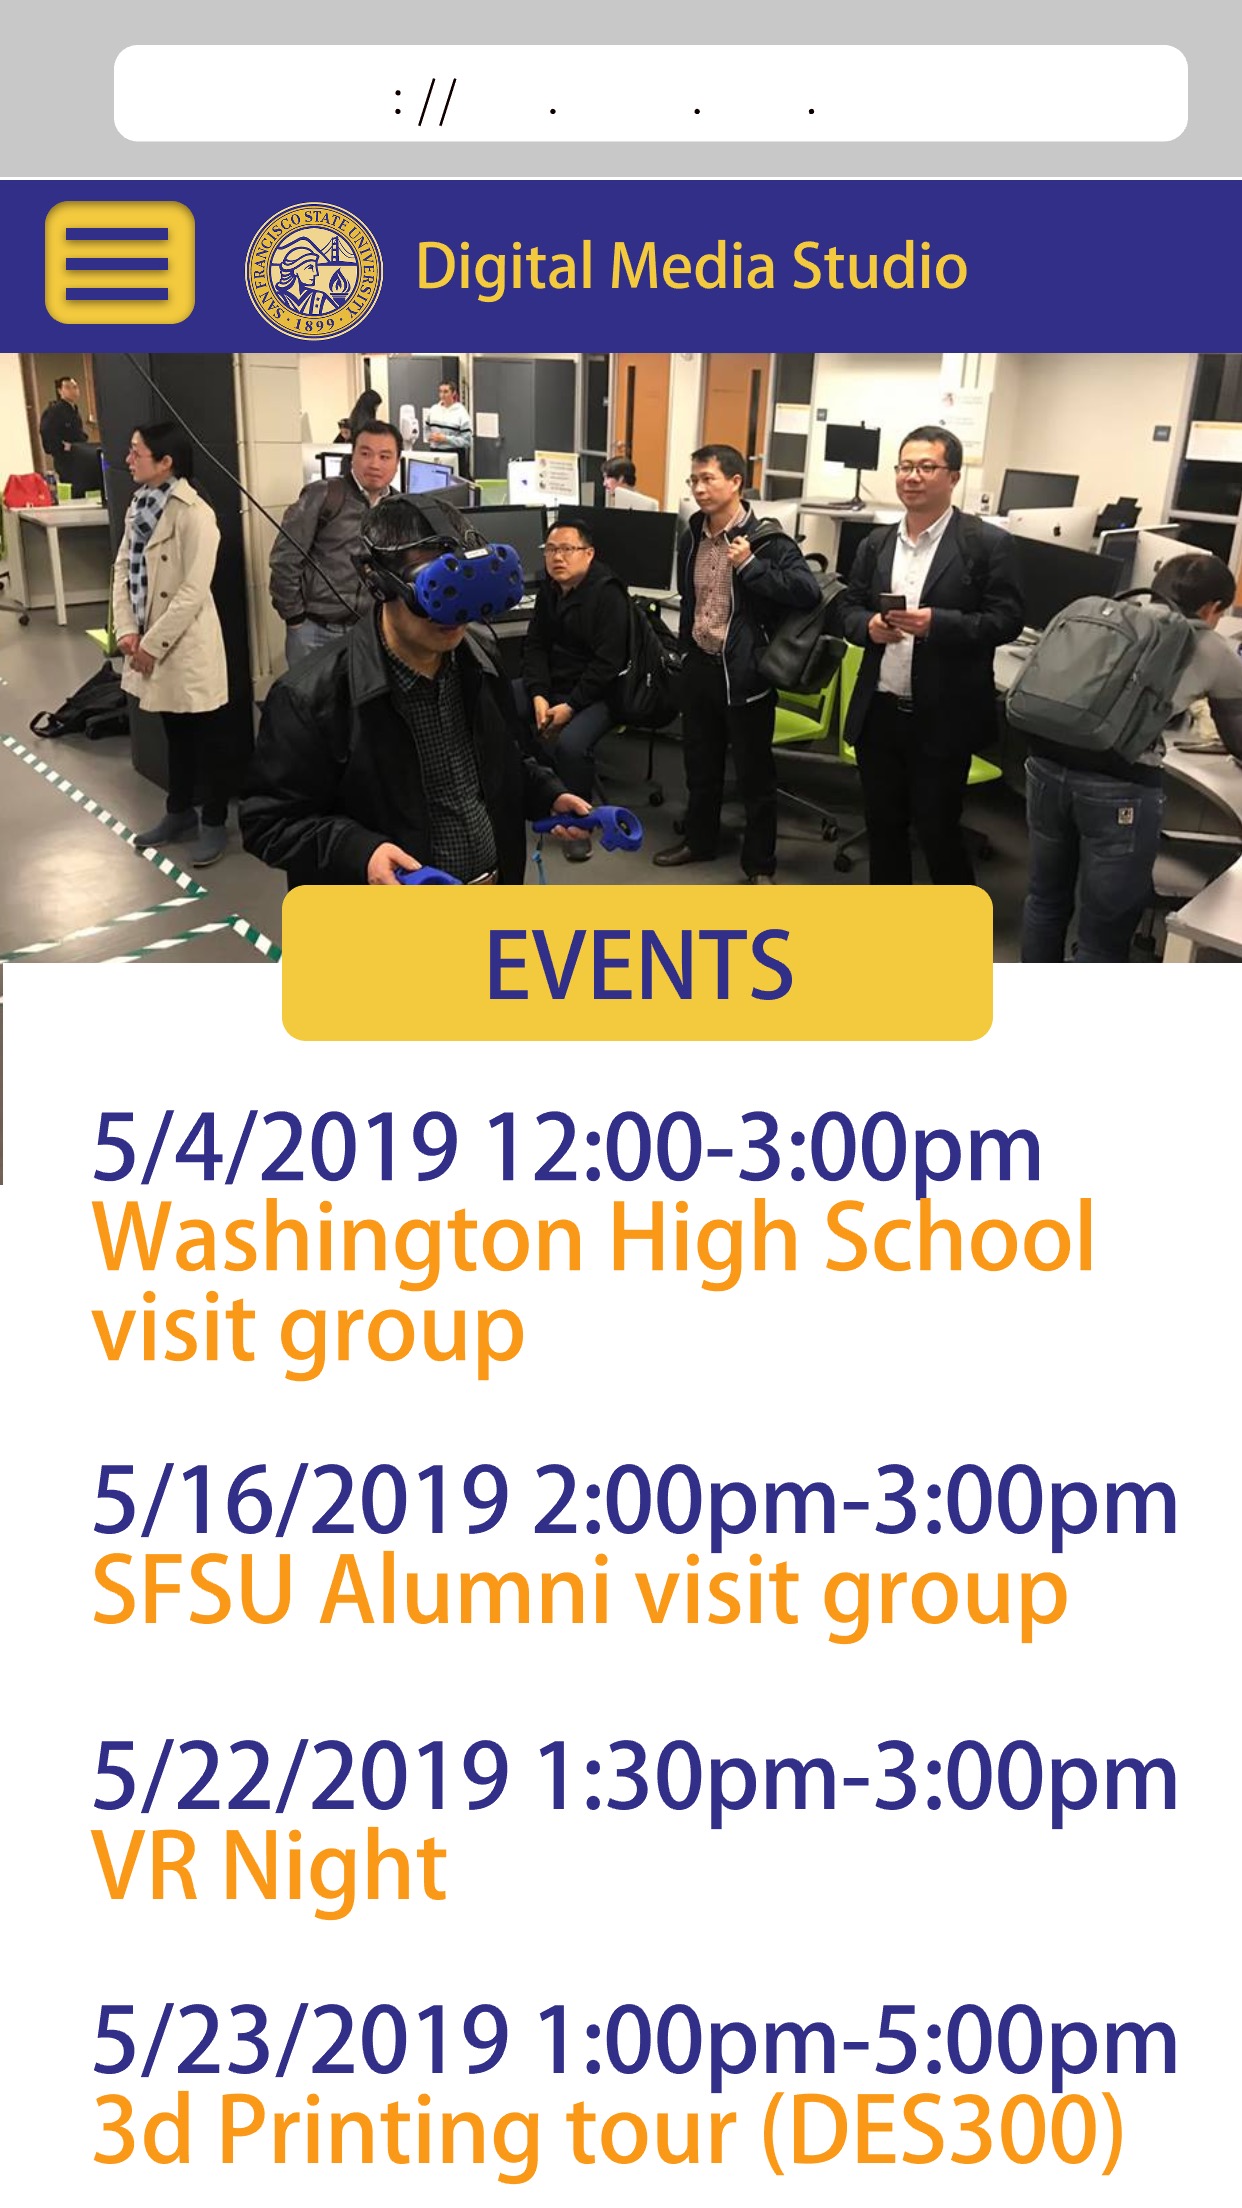 :// . . .
SAN FRANCISCO STATE UNIVERSITY
· 1899 ·
Digital Media Studio
EVENTS
5/4/2019 12:00-3:00pm
Washington High School
visit group
5/16/2019 2:00pm-3:00pm
SFSU Alumni visit group
5/22/2019 1:30pm-3:00pm
VR Night
5/23/2019 1:00pm-5:00pm
3d Printing tour (DES300)